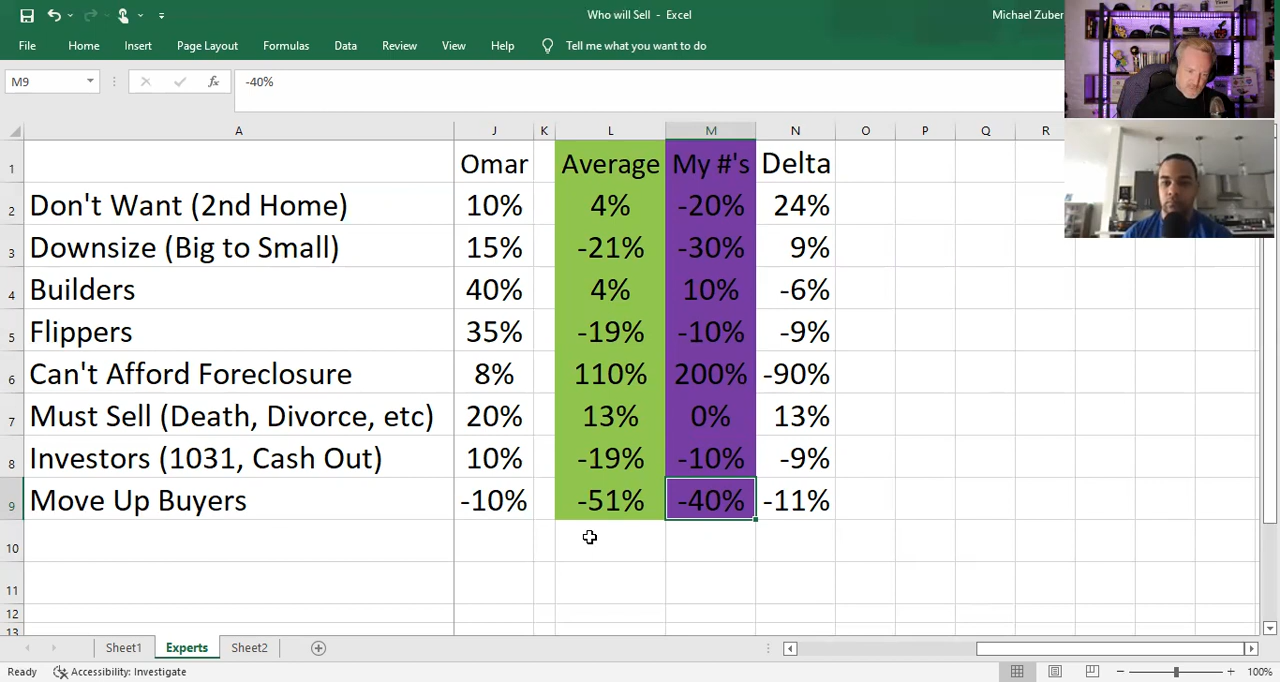 Who will Sell - Excel
Michael Zuber
File Home Insert Page Layout Formulas Data Review View Help Tell me what you want to do
M9 fx -40%
A J K L M N O P Q R
1 Omar Average My #'s Delta
2 Don't Want (2nd Home) 10% 4% -20% 24%
3 Downsize (Big to Small) 15% -21% -30% 9%
4 Builders 40% 4% 10% -6%
5 Flippers 35% -19% -10% -9%
6 Can't Afford Foreclosure 8% 110% 200% -90%
7 Must Sell (Death, Divorce, etc) 20% 13% 0% 13%
8 Investors (1031, Cash Out) 10% -19% -10% -9%
9 Move Up Buyers -10% -51% -40% -11%
10
11
12
13
Sheet1 Experts Sheet2
Ready Accessibility: Investigate 100%